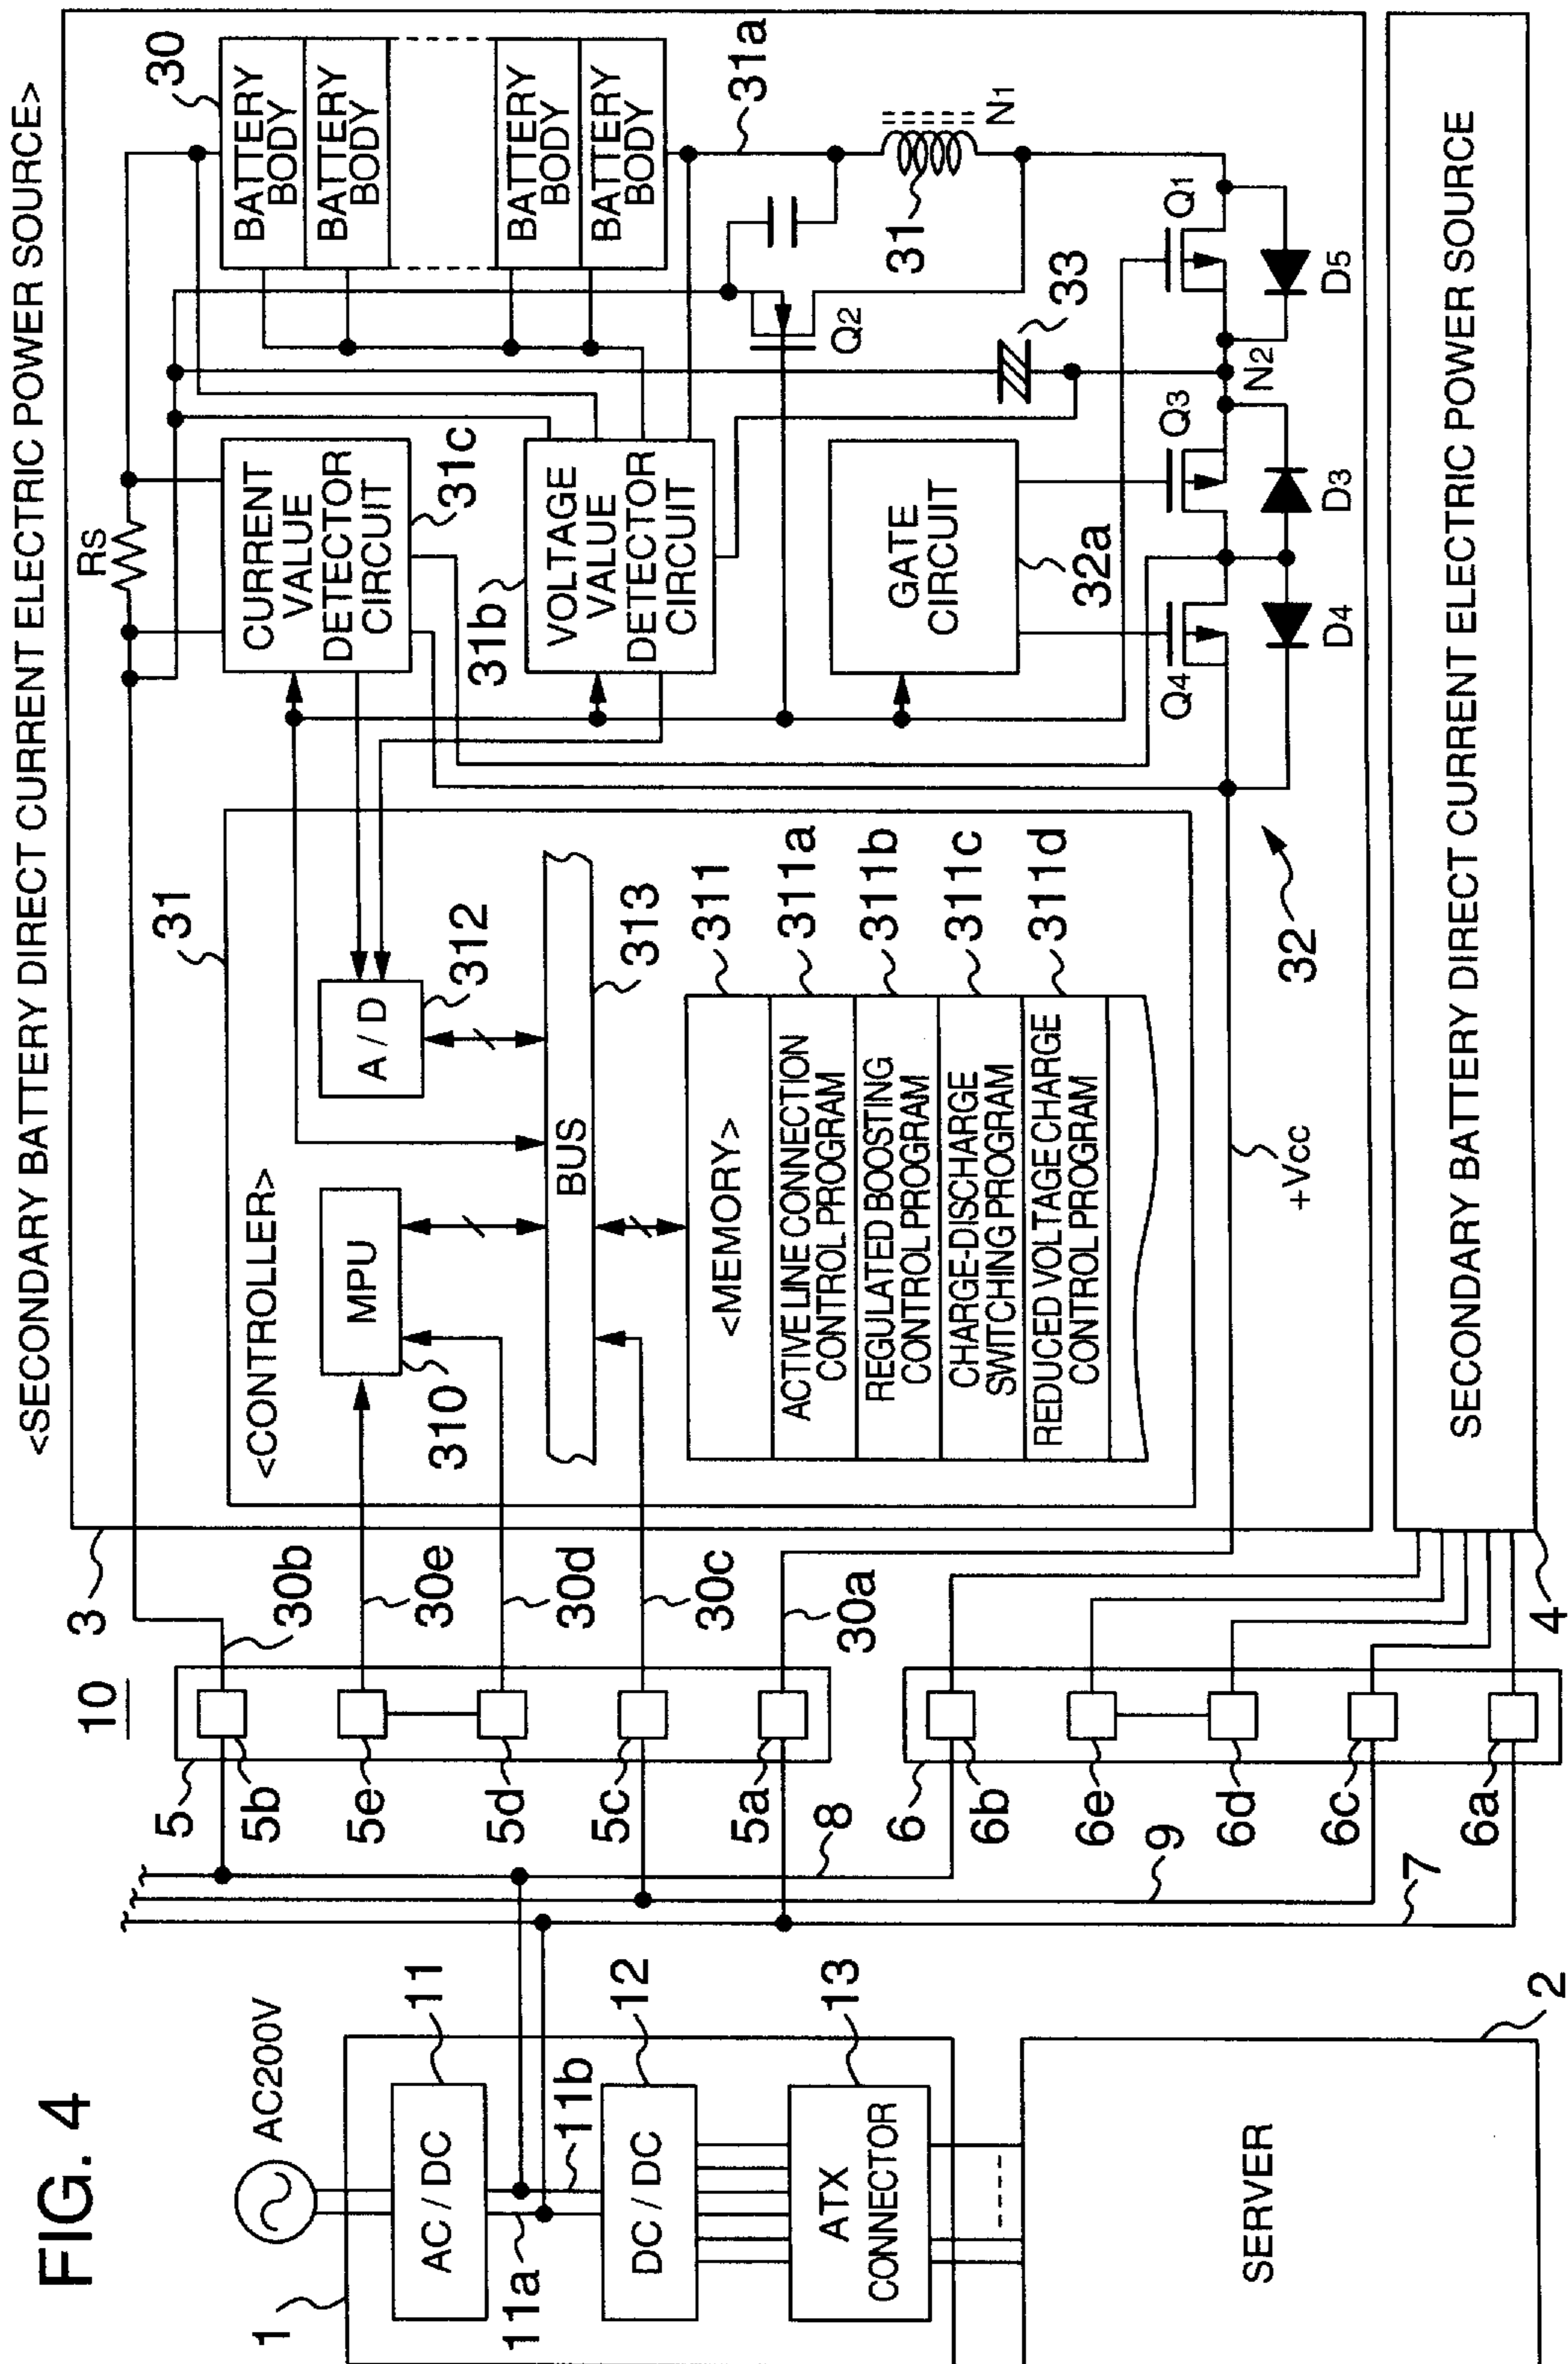 FIG. 4
<SECONDARY BATTERY DIRECT CURRENT ELECTRIC POWER SOURCE>
10
3
1
AC200V
AC / DC
11
11a
11b
DC / DC
12
ATX
CONNECTOR
13
SERVER
2
8
9
7
5
5b
5e
5d
5c
5a
6
6b
6e
6d
6c
6a
30b
30e
30d
30c
30a
4
<CONTROLLER>
31
MPU
310
A / D
312
BUS
313
<MEMORY>
311
ACTIVE LINE CONNECTION
CONTROL PROGRAM
311a
REGULATED BOOSTING
CONTROL PROGRAM
311b
CHARGE-DISCHARGE
SWITCHING PROGRAM
311c
REDUCED VOLTAGE CHARGE
CONTROL PROGRAM
311d
+Vcc
32
RS
CURRENT
VALUE
DETECTOR
CIRCUIT
31c
31b
VOLTAGE
VALUE
DETECTOR
CIRCUIT
GATE
CIRCUIT
32a
30
BATTERY
BODY
BATTERY
BODY
BATTERY
BODY
BATTERY
BODY
31a
31
N1
Q2
33
Q4
Q3
N2
Q1
D4
D3
D5
SECONDARY BATTERY DIRECT CURRENT ELECTRIC POWER SOURCE